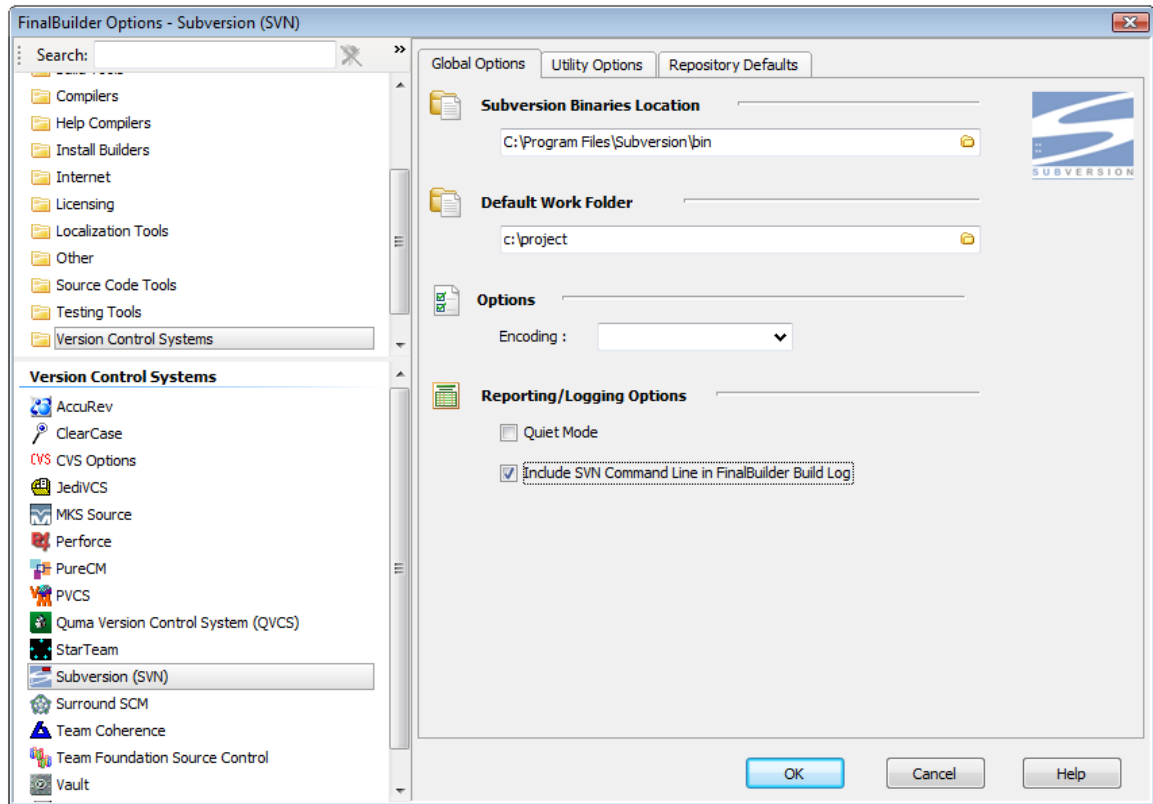 FinalBuilder Options - Subversion (SVN)
Search:
»
Compilers
Help Compilers
Install Builders
Internet
Licensing
Localization Tools
Other
Source Code Tools
Testing Tools
Version Control Systems
Version Control Systems
AccuRev
ClearCase
CVS CVS Options
JediVCS
MKS Source
Perforce
PureCM
PVCS
Quma Version Control System (QVCS)
StarTeam
Subversion (SVN)
Surround SCM
Team Coherence
Team Foundation Source Control
Vault
Global Options
Utility Options
Repository Defaults
Subversion Binaries Location
C:\Program Files\Subversion\bin
SUBVERSION
Default Work Folder
c:\project
Options
Encoding :
Reporting/Logging Options
Quiet Mode
Include SVN Command Line in FinalBuilder Build Log
OK
Cancel
Help